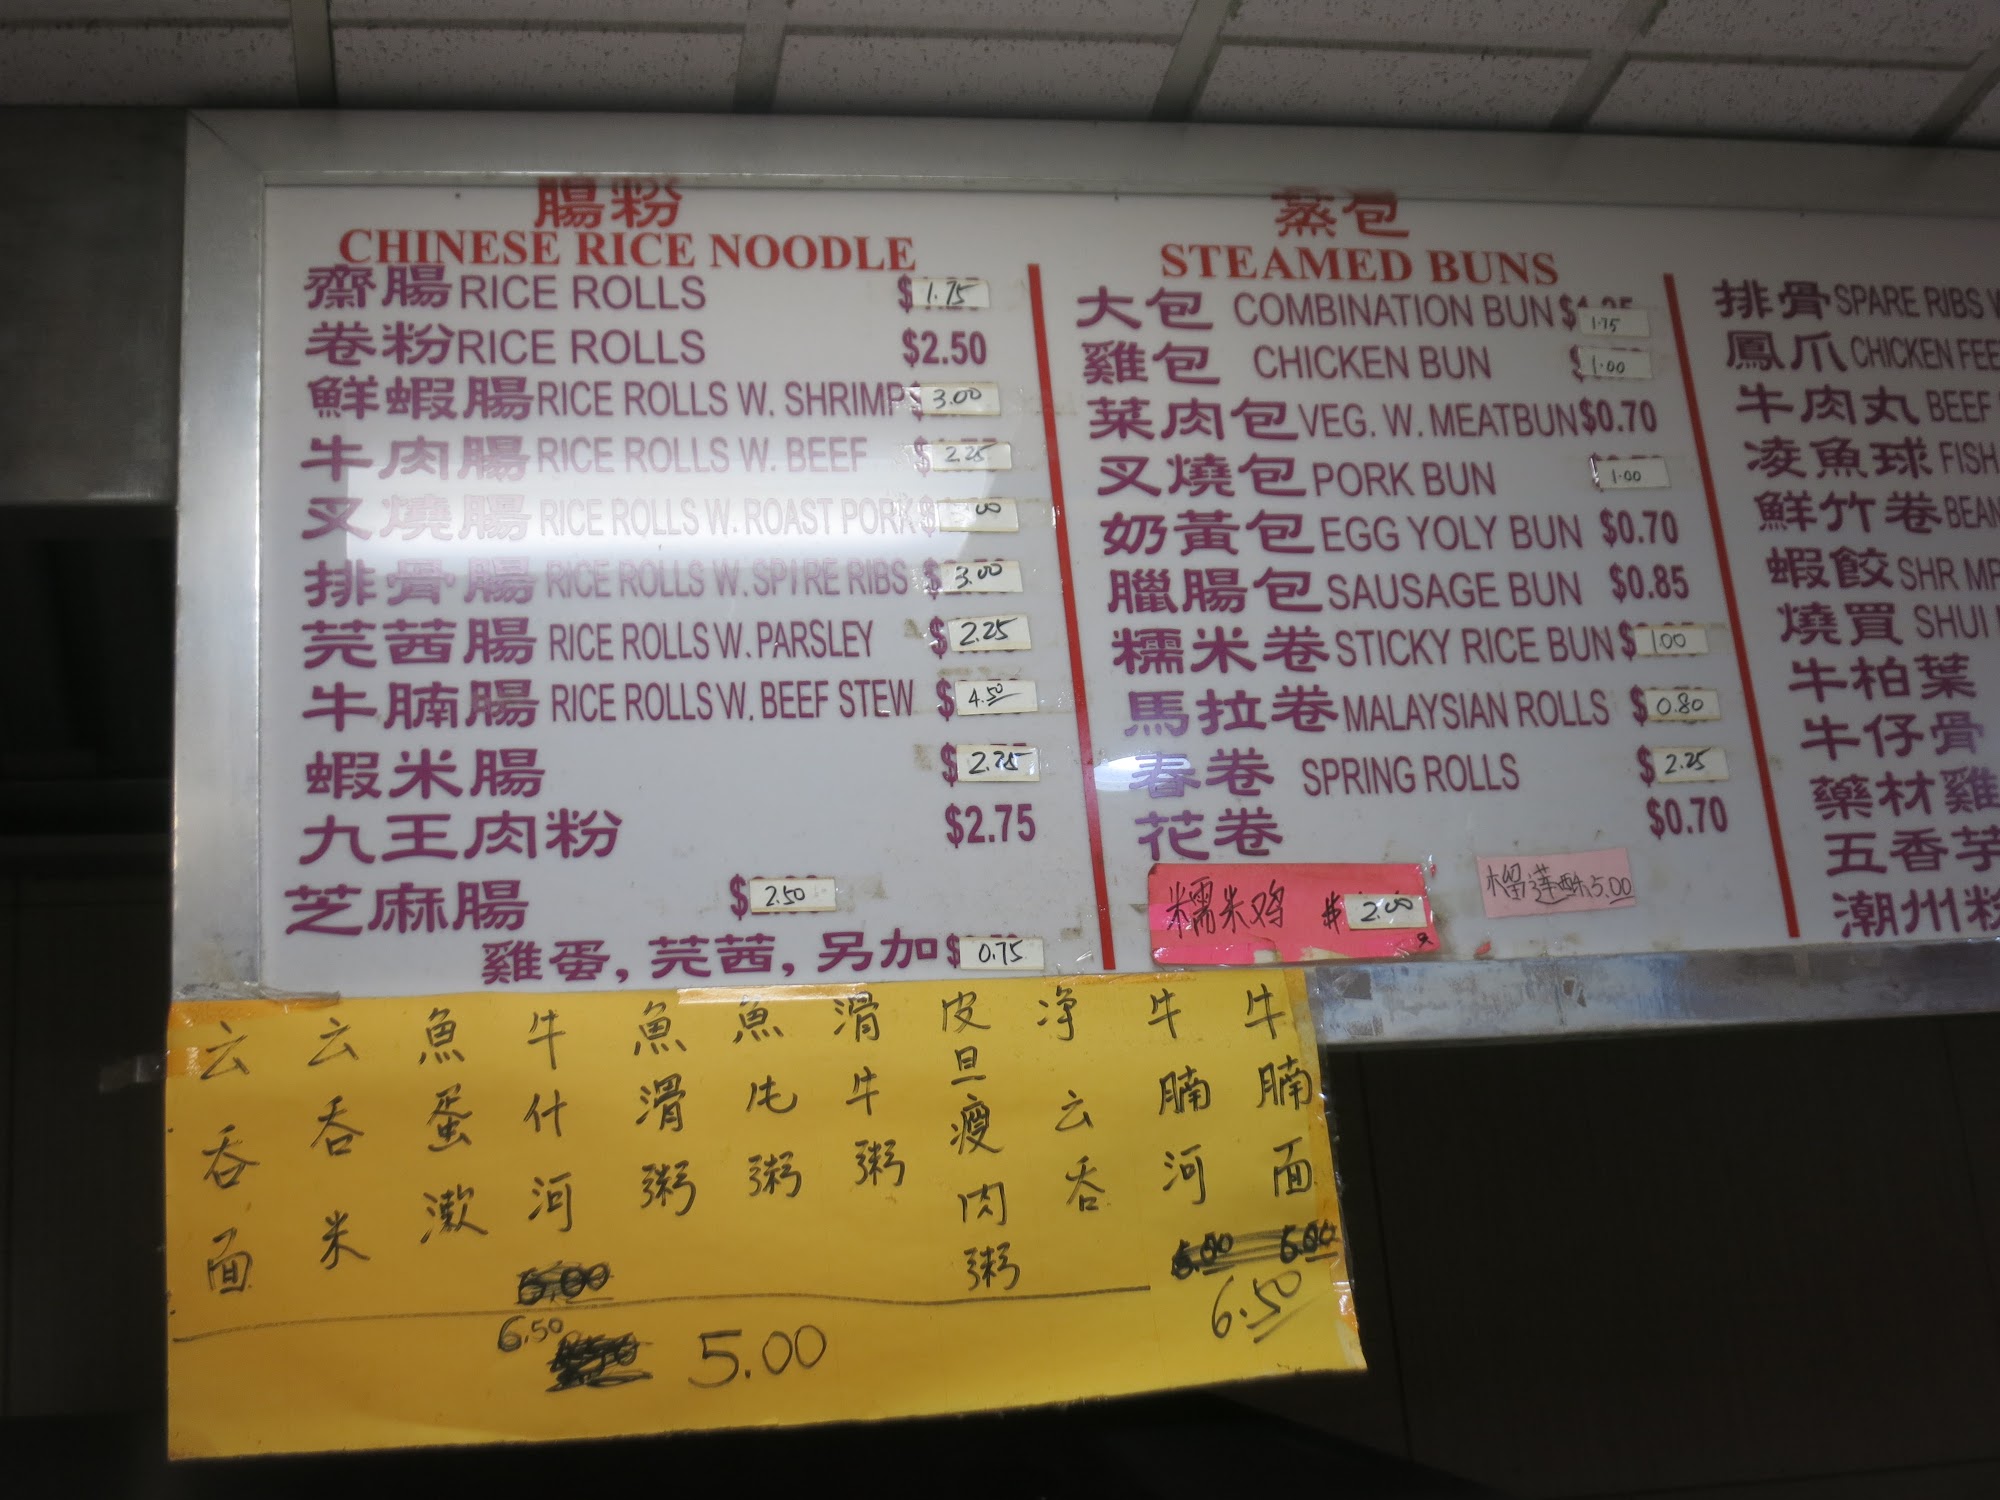 腸粉
CHINESE RICE NOODLE
齋腸 RICE ROLLS $1.75
卷粉 RICE ROLLS $2.50
鮮蝦腸 RICE ROLLS W. SHRIMP $3.00
牛肉腸 RICE ROLLS W. BEEF $2.25
叉燒腸 RICE ROLLS W. ROAST PORK $
排骨腸 RICE ROLLS W. SPIRE RIBS $3.00
芫茜腸 RICE ROLLS W. PARSLEY $2.25
牛腩腸 RICE ROLLS W. BEEF STEW $4.50
蝦米腸 $
九王肉粉 $2.75
芝麻腸 $2.50
雞蛋, 芫茜, 另加 $0.75
蒸包
STEAMED BUNS
大包 COMBINATION BUN $1.75
雞包 CHICKEN BUN $1.00
菜肉包 VEG. W. MEATBUN $0.70
叉燒包 PORK BUN 1.00
奶黃包 EGG YOLY BUN $0.70
臘腸包 SAUSAGE BUN $0.85
糯米卷 STICKY RICE BUN $1.00
馬拉卷 MALAYSIAN ROLLS $0.80
春卷 SPRING ROLLS $2.25
花卷 $0.70
糯米鸡 $2.00
榴莲酥 5.00
排骨 SPARE RIBS
鳳爪 CHICKEN FEE
牛肉丸 BEEF
凌魚球 FISH
鮮竹卷 BEAN
蝦餃 SHR MP
燒買 SHUI
牛柏葉
牛仔骨
藥材雞
五香芋
潮州粉
云吞面
云吞米
魚蛋
牛什河 6.50
魚滑粥
魚粥
滑牛粥
皮旦瘦肉粥
净云吞
牛腩河
牛腩面
6.50
5.00